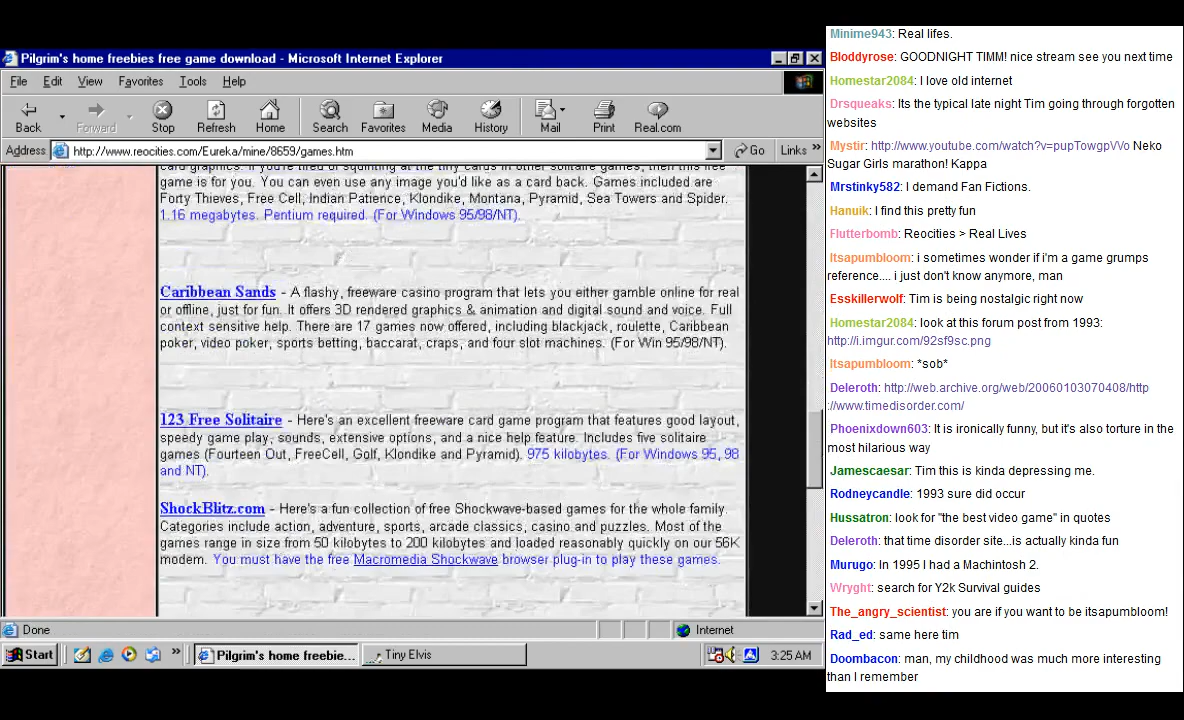 Pilgrim's home freebies free game download - Microsoft Internet Explorer
File Edit View Favorites Tools Help
Back Forward Stop Refresh Home Search Favorites Media History Mail Print Real.com
Address http://www.reocities.com/Eureka/mine/8659/games.htm Go Links »
card graphics). If you're tired of squinting at the tiny cards in other solitaire games, then this free
game is for you. You can even use any image you'd like as a card back. Games included are
Forty Thieves, Free Cell, Indian Patience, Klondike, Montana, Pyramid, Sea Towers and Spider.
1.16 megabytes. Pentium required. (For Windows 95/98/NT).
Caribbean Sands - A flashy, freeware casino program that lets you either gamble online for real
or offline, just for fun. It offers 3D rendered graphics & animation and digital sound and voice. Full
context sensitive help. There are 17 games now offered, including blackjack, roulette, Caribbean
poker, video poker, sports betting, baccarat, craps, and four slot machines. (For Win 95/98/NT).
123 Free Solitaire - Here's an excellent freeware card game program that features good layout,
speedy game play, sounds, extensive options, and a nice help feature. Includes five solitaire
games (Fourteen Out, FreeCell, Golf, Klondike and Pyramid). 975 kilobytes. (For Windows 95, 98
and NT).
ShockBlitz.com - Here's a fun collection of free Shockwave-based games for the whole family.
Categories include action, adventure, sports, arcade classics, casino and puzzles. Most of the
games range in size from 50 kilobytes to 200 kilobytes and loaded reasonably quickly on our 56K
modem. You must have the free Macromedia Shockwave browser plug-in to play these games.
Done Internet
Start » Pilgrim's home freebie... Tiny Elvis 3:25 AM
Minime943: Real lifes.
Bloddyrose: GOODNIGHT TIMM! nice stream see you next time
Homestar2084: I love old internet
Drsqueaks: Its the typical late night Tim going through forgotten
websites
Mystir: http://www.youtube.com/watch?v=pupTowgpVVo Neko
Sugar Girls marathon! Kappa
Mrstinky582: I demand Fan Fictions.
Hanuik: I find this pretty fun
Flutterbomb: Reocities > Real Lives
Itsapumbloom: i sometimes wonder if i'm a game grumps
reference.... i just don't know anymore, man
Esskillerwolf: Tim is being nostalgic right now
Homestar2084: look at this forum post from 1993:
http://i.imgur.com/92sf9sc.png
Itsapumbloom: *sob*
Deleroth: http://web.archive.org/web/20060103070408/http
://www.timedisorder.com/
Phoenixdown603: It is ironically funny, but it's also torture in the
most hilarious way
Jamescaesar: Tim this is kinda depressing me.
Rodneycandle: 1993 sure did occur
Hussatron: look for "the best video game" in quotes
Deleroth: that time disorder site...is actually kinda fun
Murugo: In 1995 I had a Machintosh 2.
Wryght: search for Y2k Survival guides
The_angry_scientist: you are if you want to be itsapumbloom!
Rad_ed: same here tim
Doombacon: man, my childhood was much more interesting
than I remember